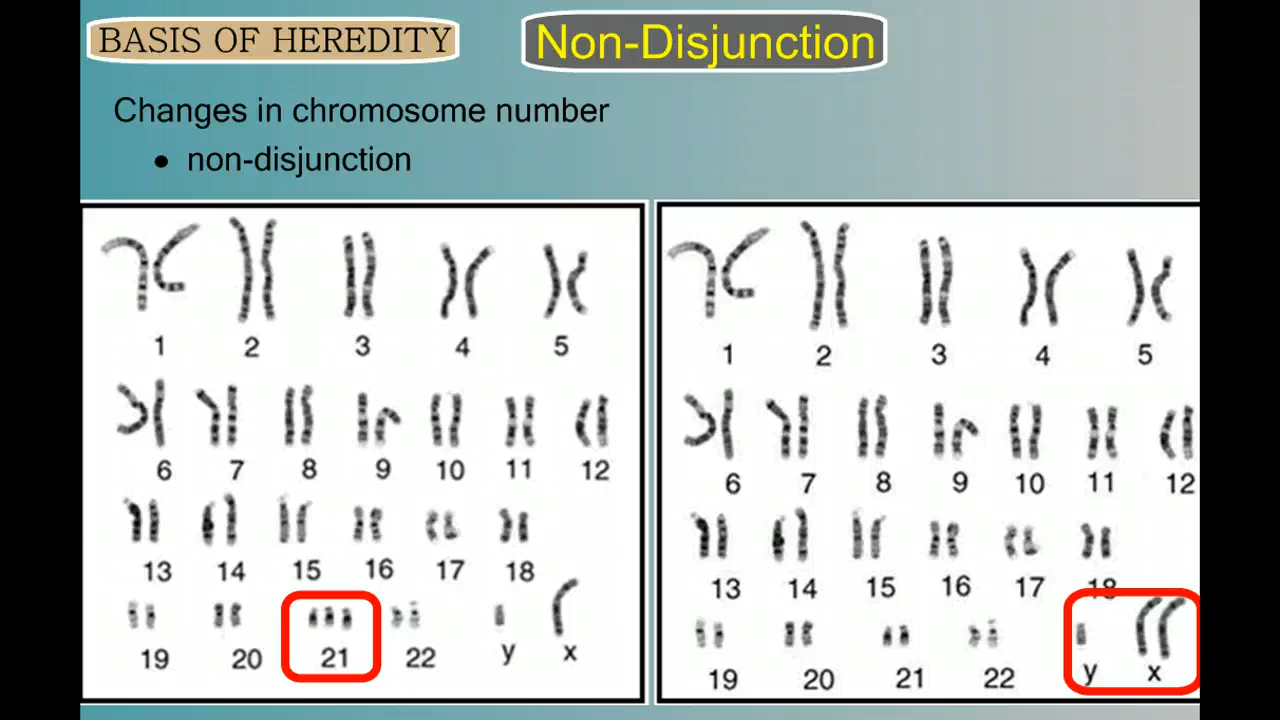 BASIS OF HEREDITY
Non-Disjunction
Changes in chromosome number
• non-disjunction
1 2 3 4 5
6 7 8 9 10 11 12
13 14 15 16 17 18
19 20 21 22 y x
1 2 3 4 5
6 7 8 9 10 11 12
13 14 15 16 17 18
19 20 21 22 y x